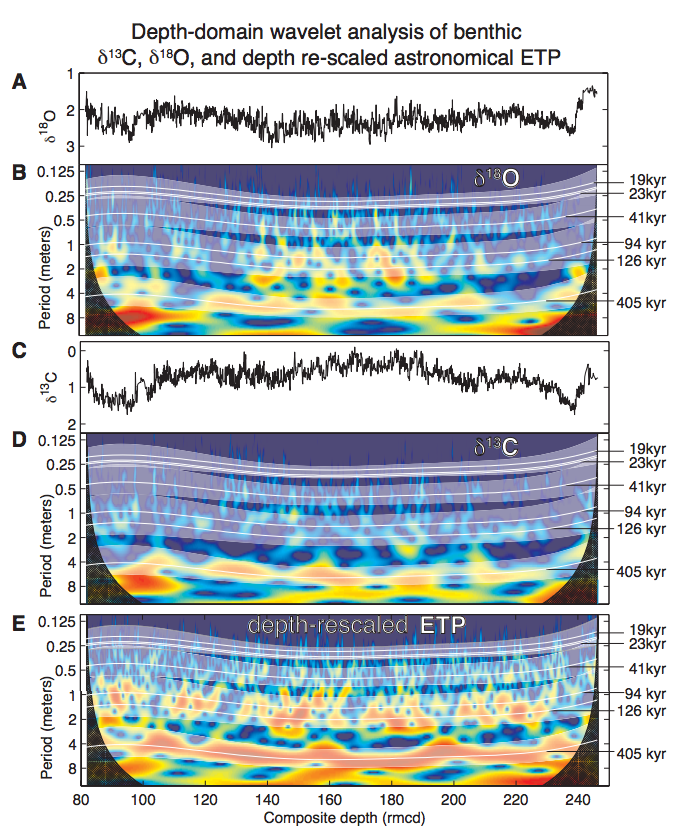 Depth-domain wavelet analysis of benthic
δ¹³C, δ¹⁸O, and depth re-scaled astronomical ETP
A
1
2
3
δ¹⁸O
B
δ¹⁸O
0.125
0.25
0.5
1
2
4
8
Period (meters)
19kyr
23kyr
41kyr
94 kyr
126 kyr
405 kyr
C
0
1
2
δ¹³C
D
δ¹³C
0.125
0.25
0.5
1
2
4
8
Period (meters)
19kyr
23kyr
41kyr
94 kyr
126 kyr
405 kyr
E
depth-rescaled ETP
0.125
0.25
0.5
1
2
4
8
Period (meters)
19kyr
23kyr
41kyr
94 kyr
126 kyr
405 kyr
80 100 120 140 160 180 200 220 240
Composite depth (rmcd)